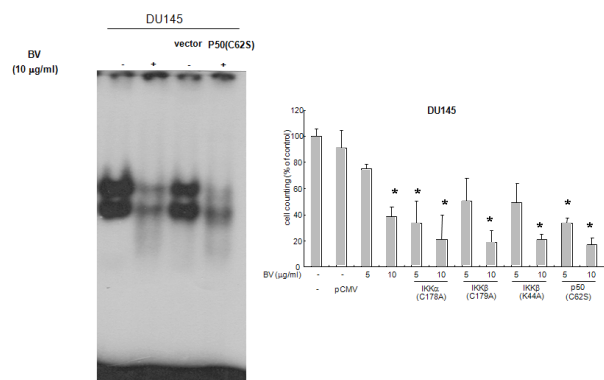 DU145
vector P50(C62S)
BV - + - +
(10 μg/ml)
DU145
cell counting (% of control)
120
100
80
60
40
20
0
* * * * * * *
BV (μg/ml) - - 5 10 5 10 5 10 5 10 5 10
- pCMV IKKα IKKβ IKKβ p50
(C178A) (C179A) (K44A) (C62S)